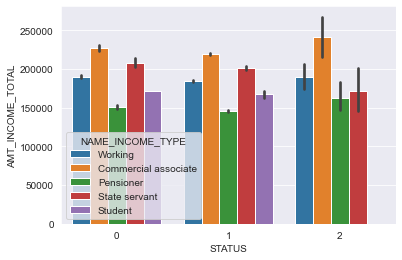 250000
200000
150000
100000
50000
0
AMT_INCOME_TOTAL
NAME_INCOME_TYPE
Working
Commercial associate
Pensioner
State servant
Student
0 1 2
STATUS